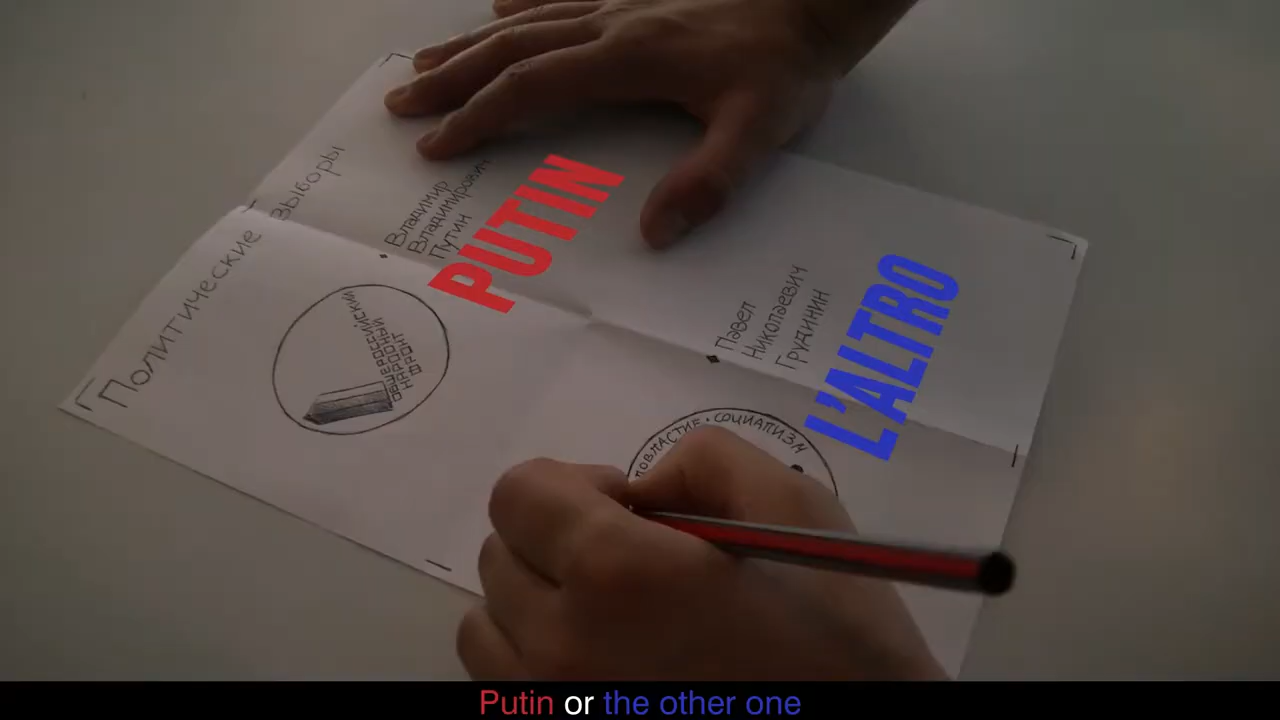 Политические выборы
Владимир
Владимирович
Путин
PUTIN
ОБЩЕРОССИЙСКИЙ
НАРОДНЫЙ
ФРОНТ
Павел
Николаевич
Грудинин
L'ALTRO
СОЦИАЛИЗМ
Putin or the other one